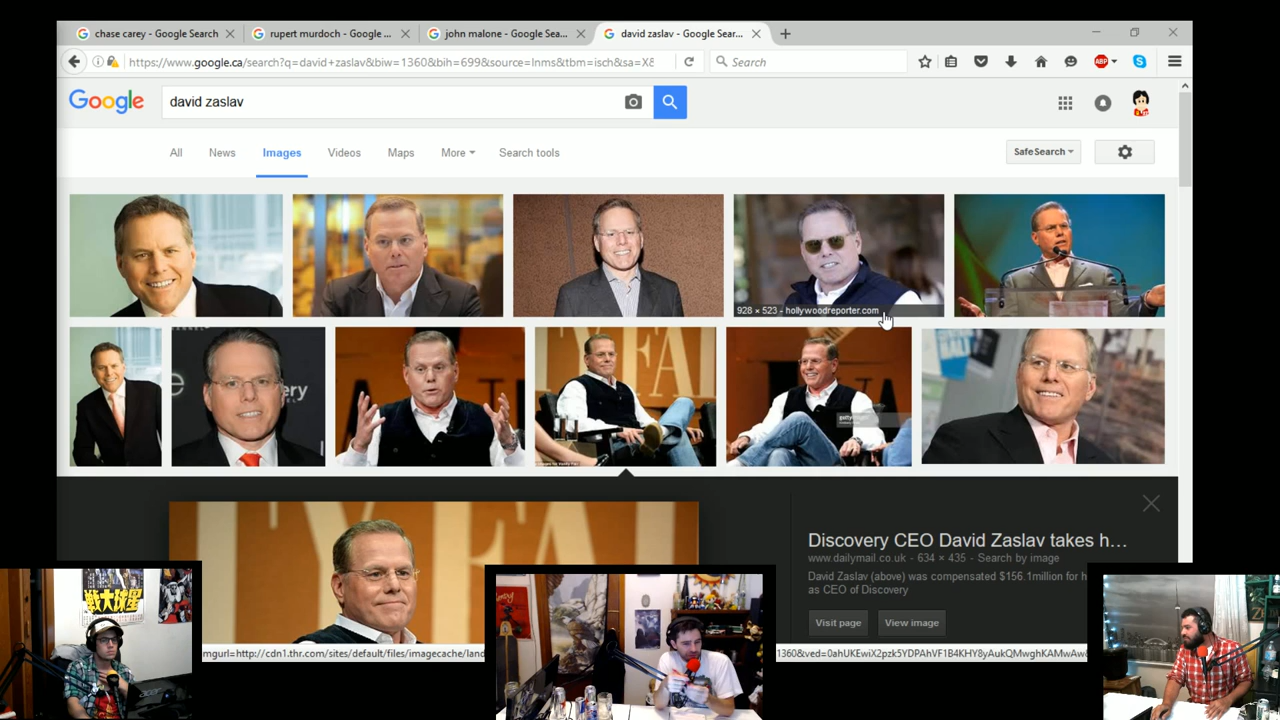 chase carey - Google Search
rupert murdoch - Google ...
john malone - Google Sea...
david zaslav - Google Sear...
https://www.google.ca/search?q=david+zaslav&biw=1360&bih=699&source=lnms&tbm=isch&sa=X&
Search
ABP
Google
david zaslav
All
News
Images
Videos
Maps
More
Search tools
SafeSearch
928 × 523 - hollywoodreporter.com
Discovery CEO David Zaslav takes h...
www.dailymail.co.uk - 634 × 435 - Search by image
David Zaslav (above) was compensated $156.1million for h
as CEO of Discovery
Visit page
View image
mgurl=http://cdn1.thr.com/sites/default/files/imagecache/land
1360&ved=0ahUKEwiX2pzk5YDPAhVF1B4KHY8yAukQMwghKAMwAw&